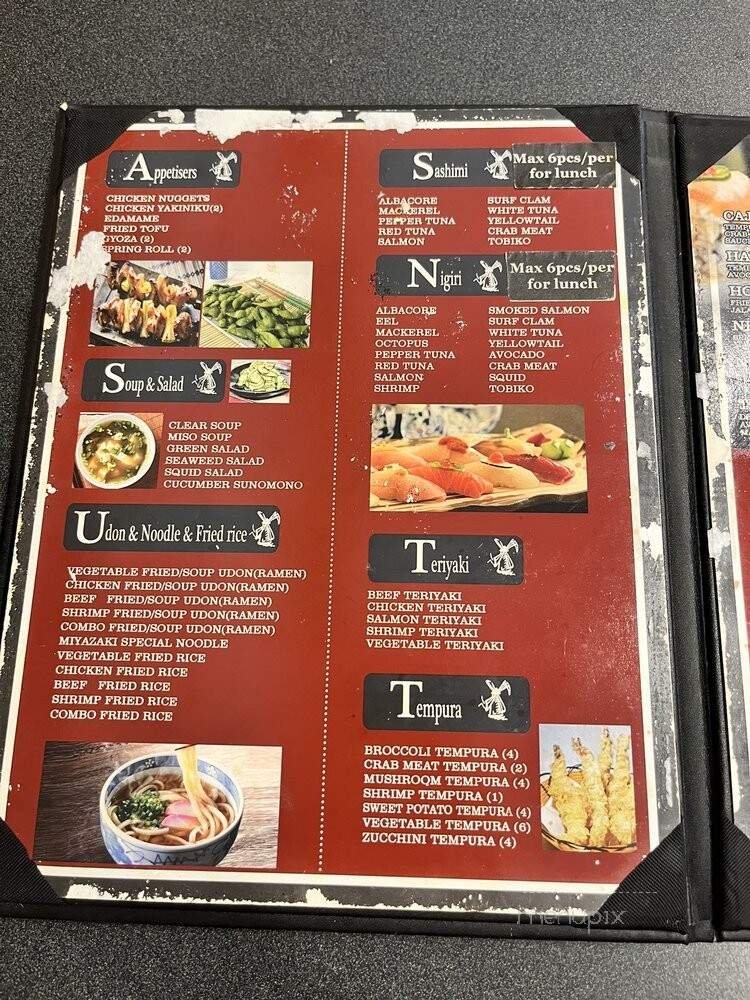 Appetisers
CHICKEN NUGGETS
CHICKEN YAKINIKU(2)
EDAMAME
FRIED TOFU
GYOZA (2)
SPRING ROLL (2)
Soup & Salad
CLEAR SOUP
MISO SOUP
GREEN SALAD
SEAWEED SALAD
SQUID SALAD
CUCUMBER SUNOMONO
Udon & Noodle & Fried rice
VEGETABLE FRIED/SOUP UDON(RAMEN)
CHICKEN FRIED/SOUP UDON(RAMEN)
BEEF FRIED/SOUP UDON(RAMEN)
SHRIMP FRIED/SOUP UDON(RAMEN)
COMBO FRIED/SOUP UDON(RAMEN)
MIYAZAKI SPECIAL NOODLE
VEGETABLE FRIED RICE
CHICKEN FRIED RICE
BEEF FRIED RICE
SHRIMP FRIED RICE
COMBO FRIED RICE
Sashimi
Max 6pcs/per
for lunch
ALBACORE
MACKEREL
PEPPER TUNA
RED TUNA
SALMON
SURF CLAM
WHITE TUNA
YELLOWTAIL
CRAB MEAT
TOBIKO
Nigiri
Max 6pcs/per
for lunch
ALBACORE
EEL
MACKEREL
OCTOPUS
PEPPER TUNA
RED TUNA
SALMON
SHRIMP
SMOKED SALMON
SURF CLAM
WHITE TUNA
YELLOWTAIL
AVOCADO
CRAB MEAT
SQUID
TOBIKO
Teriyaki
BEEF TERIYAKI
CHICKEN TERIYAKI
SALMON TERIYAKI
SHRIMP TERIYAKI
VEGETABLE TERIYAKI
Tempura
BROCCOLI TEMPURA (4)
CRAB MEAT TEMPURA (2)
MUSHROOM TEMPURA (4)
SHRIMP TEMPURA (1)
SWEET POTATO TEMPURA (4)
VEGETABLE TEMPURA (6)
ZUCCHINI TEMPURA (4)
menupix